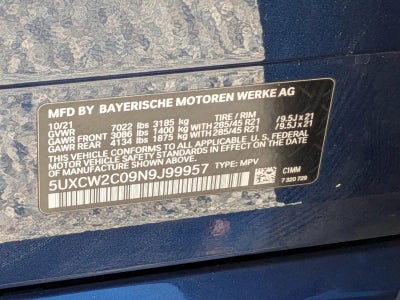 MFD BY BAYERISCHE MOTOREN WERKE AG
10/21 TIRE / RIM
GVWR 7022 lbs 3185 kg
GAWR FRONT 3086 lbs 1400 kg WITH 285/45 R21 /9.5J x 21
GAWR REAR 4134 lbs 1875 kg WITH 285/45 R21 /9.5J x 21
THIS VEHICLE CONFORMS TO ALL APPLICABLE U.S. FEDERAL
MOTOR VEHICLE SAFETY STANDARDS IN EFFECT ON THE DATE
OF MANUFACTURE SHOWN ABOVE.
5UXCW2C09N9J99957 TYPE: MPV
C1MM
7 320 729